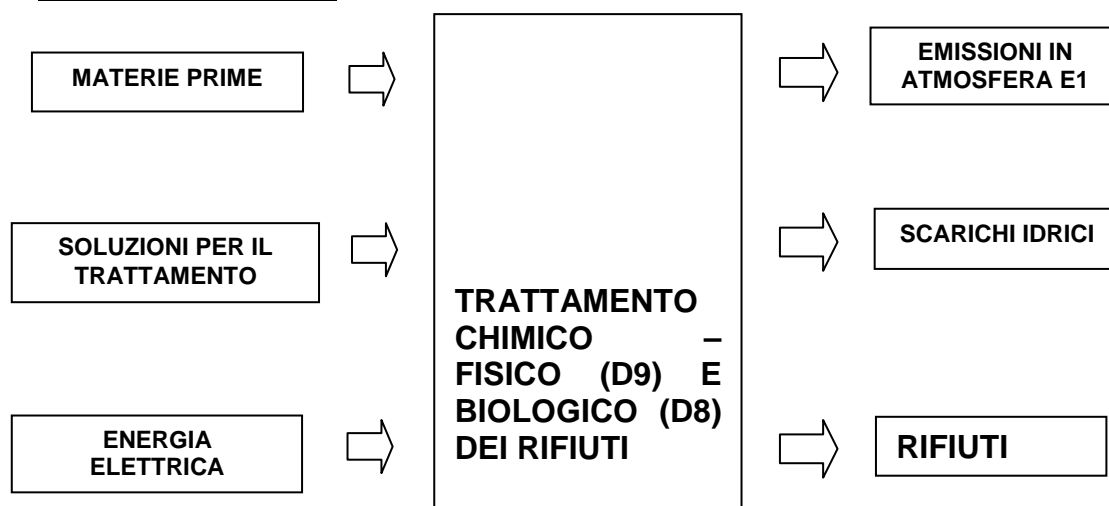 MATERIE PRIME
SOLUZIONI PER IL
TRATTAMENTO
ENERGIA
ELETTRICA
TRATTAMENTO
CHIMICO –
FISICO (D9) E
BIOLOGICO (D8)
DEI RIFIUTI
EMISSIONI IN
ATMOSFERA E1
SCARICHI IDRICI
RIFIUTI